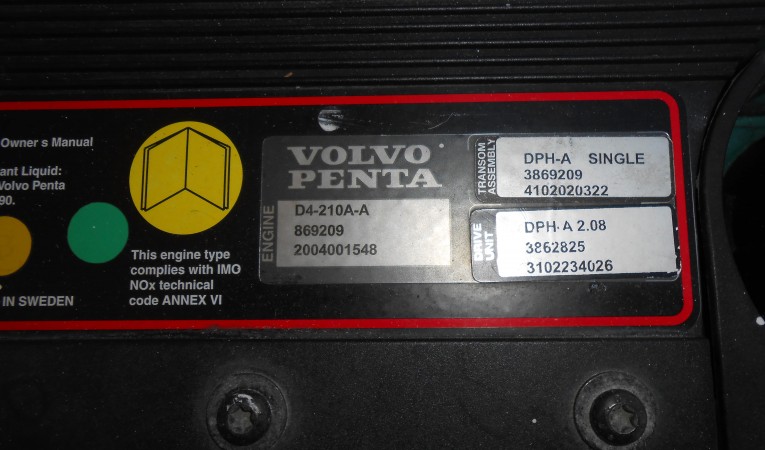 Owner s Manual
ant Liquid:
Volvo Penta
90.
IN SWEDEN
This engine type
complies with IMO
NOx technical
code ANNEX VI
VOLVO
PENTA
ENGINE
D4-210A-A
869209
2004001548
TRANSOM
ASSEMBLY
DPH-A SINGLE
3869209
4102020322
DRIVE
UNIT
DPH-A 2.08
3862825
3102234026